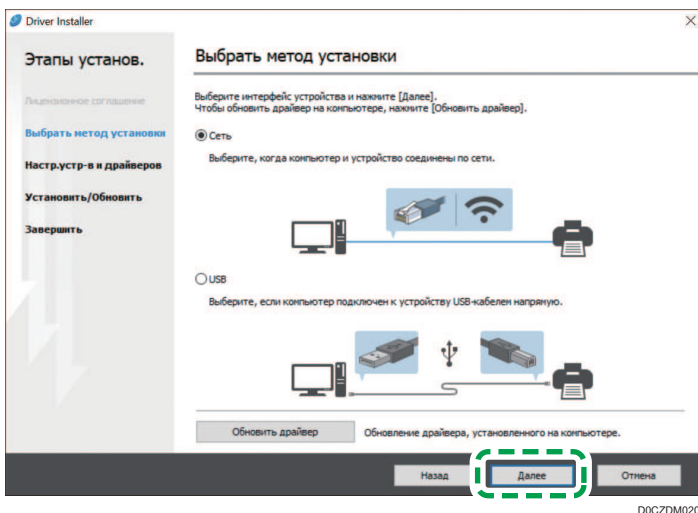 Driver Installer
Этапы установ.
Выбрать метод установки
Лицензионное соглашение
Выбрать метод установки
Настр.устр-в и драйверов
Установить/Обновить
Завершить
Выберите интерфейс устройства и нажмите [Далее].
Чтобы обновить драйвер на компьютере, нажмите [Обновить драйвер].
Сеть
Выберите, когда компьютер и устройство соединены по сети.
USB
Выберите, если компьютер подключен к устройству USB-кабелем напрямую.
Обновить драйвер
Обновление драйвера, установленного на компьютере.
Назад
Далее
Отмена
D0CZDM020